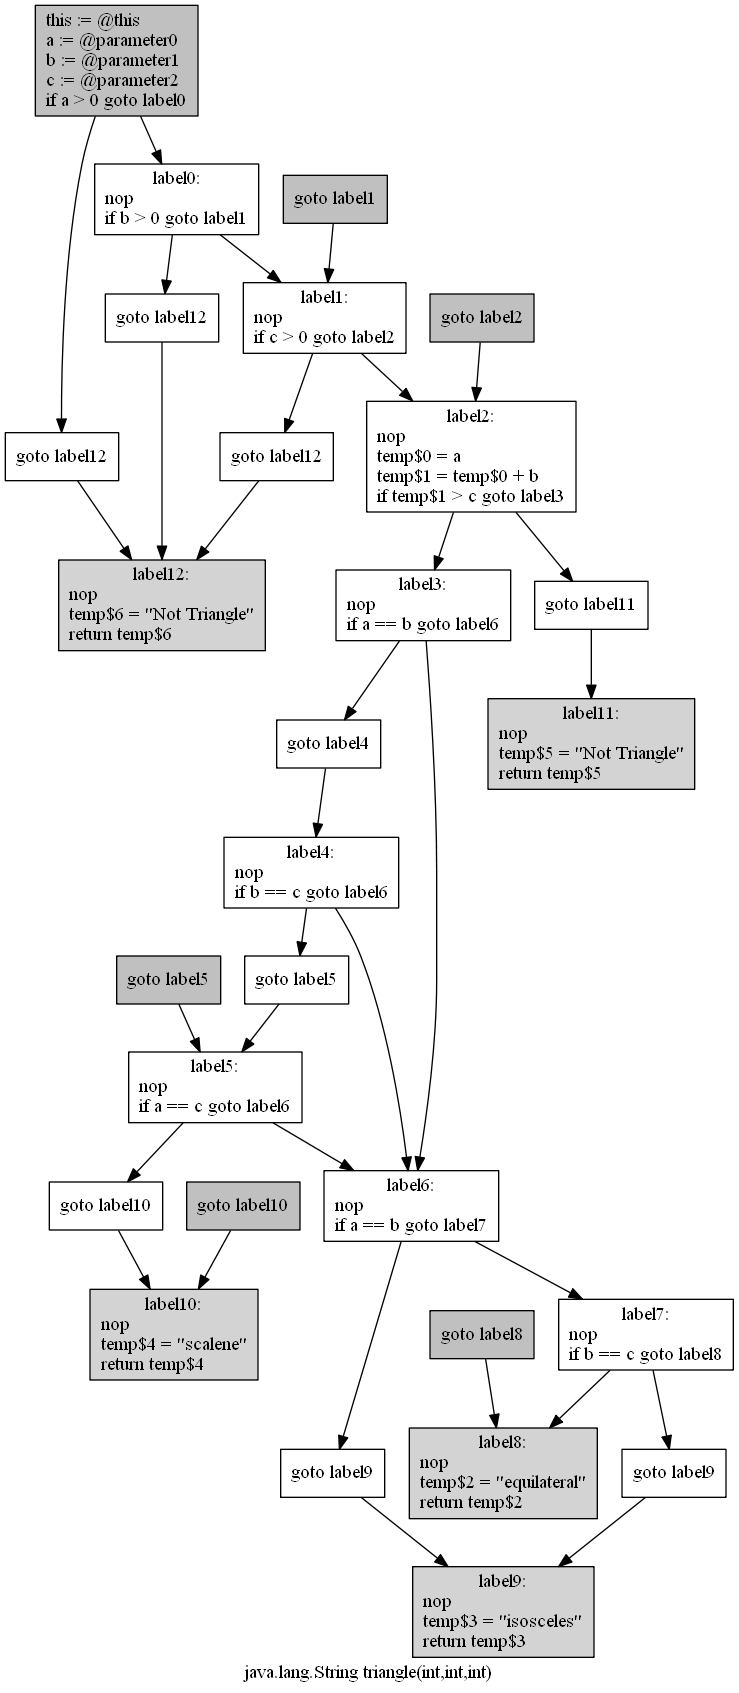 this := @this
a := @parameter0
b := @parameter1
c := @parameter2
if a > 0 goto label0
label0:
nop
if b > 0 goto label1
goto label1
goto label12
label1:
nop
if c > 0 goto label2
goto label2
goto label12
goto label12
label2:
nop
temp$0 = a
temp$1 = temp$0 + b
if temp$1 > c goto label3
label12:
nop
temp$6 = "Not Triangle"
return temp$6
label3:
nop
if a == b goto label6
goto label11
label11:
nop
temp$5 = "Not Triangle"
return temp$5
goto label4
label4:
nop
if b == c goto label6
goto label5
goto label5
label5:
nop
if a == c goto label6
goto label10
goto label10
label6:
nop
if a == b goto label7
label10:
nop
temp$4 = "scalene"
return temp$4
goto label8
label7:
nop
if b == c goto label8
goto label9
label8:
nop
temp$2 = "equilateral"
return temp$2
goto label9
label9:
nop
temp$3 = "isosceles"
return temp$3
java.lang.String triangle(int,int,int)